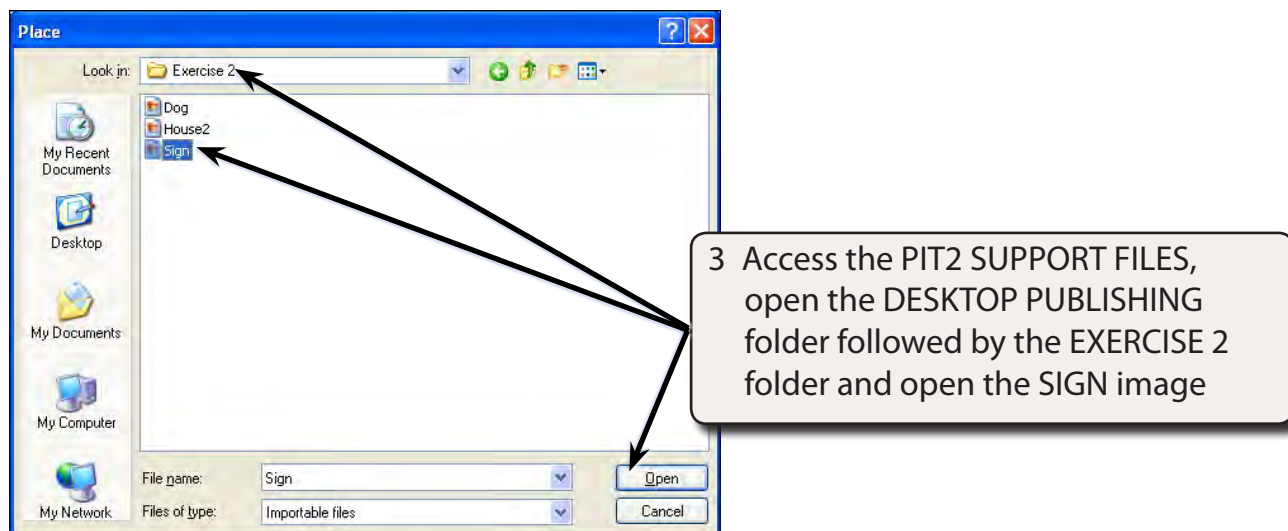 Place
Look in: Exercise 2
Dog
House2
Sign
My Recent
Documents
Desktop
My Documents
My Computer
My Network
File name: Sign Open
Files of type: Importable files Cancel
3 Access the PIT2 SUPPORT FILES,
open the DESKTOP PUBLISHING
folder followed by the EXERCISE 2
folder and open the SIGN image